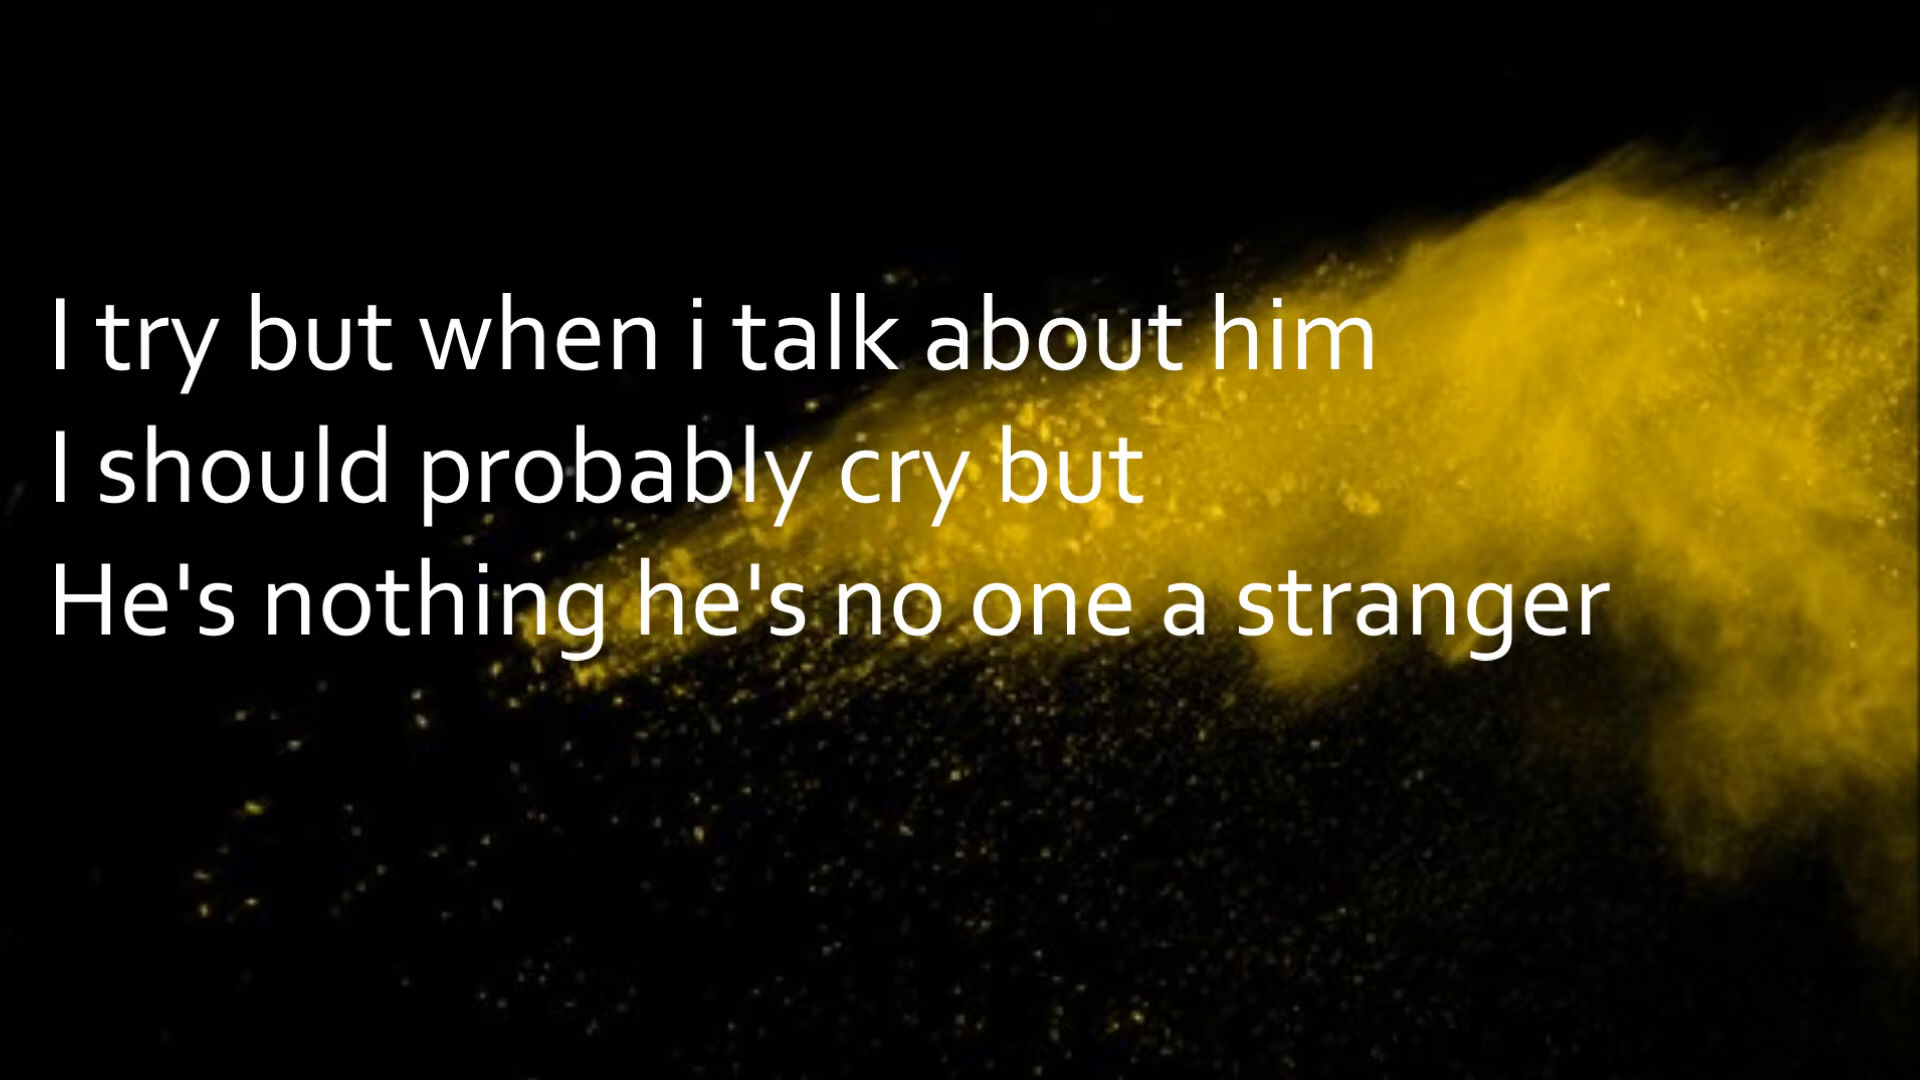 I try but when i talk about him
I should probably cry but
He's nothing he's no one a stranger